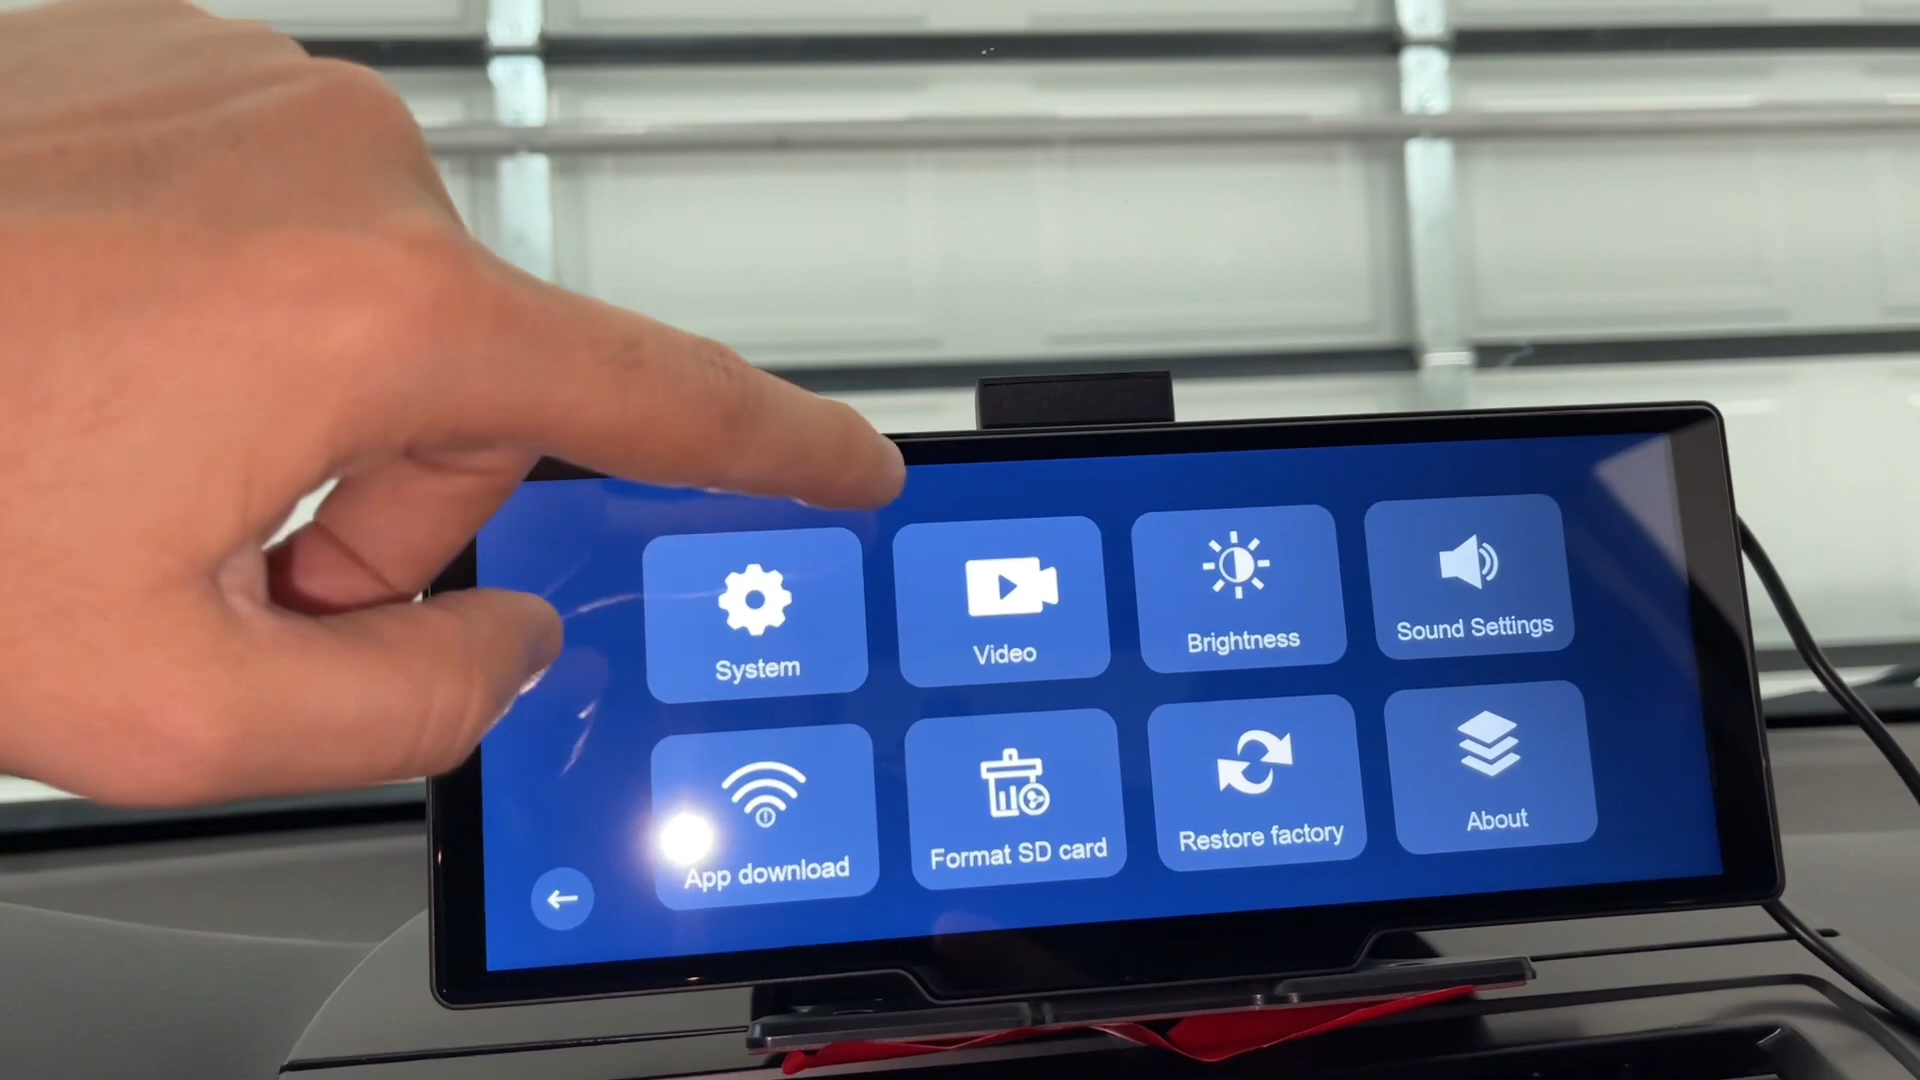 System
Video
Brightness
Sound Settings
App download
Format SD card
Restore factory
About